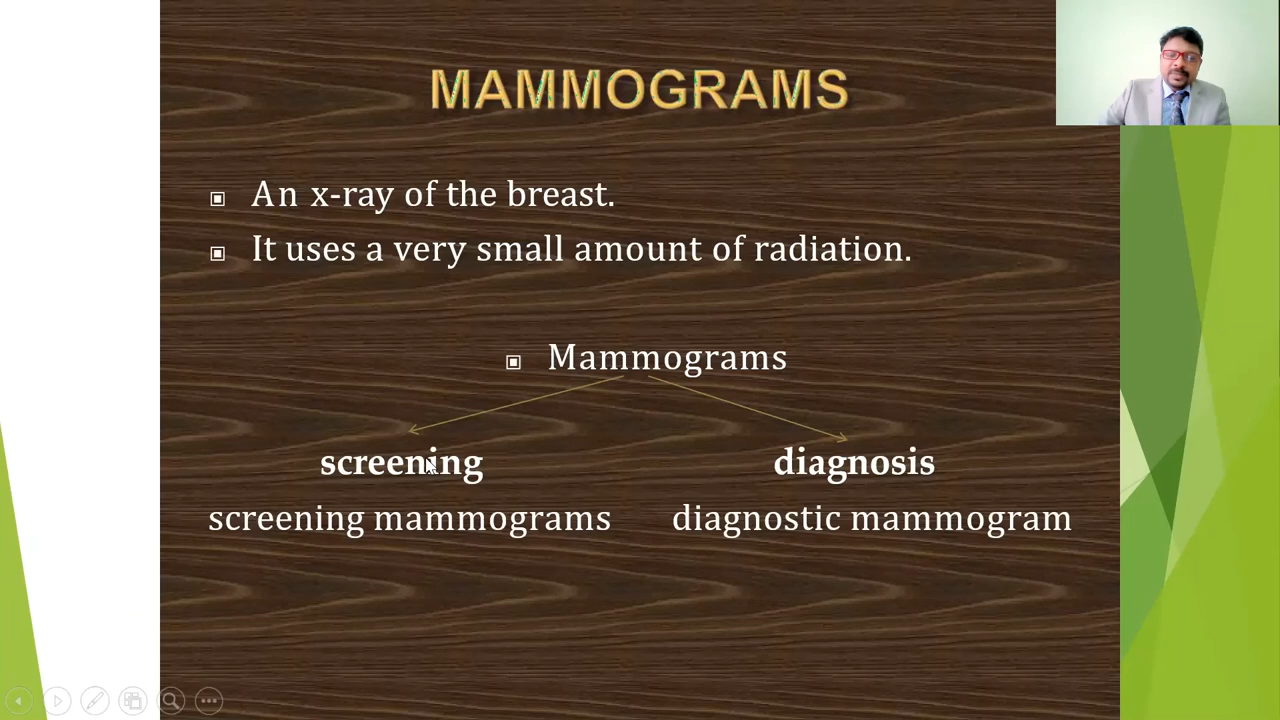 MAMMOGRAMS
An x-ray of the breast.
It uses a very small amount of radiation.
Mammograms
screening diagnosis
screening mammograms diagnostic mammogram